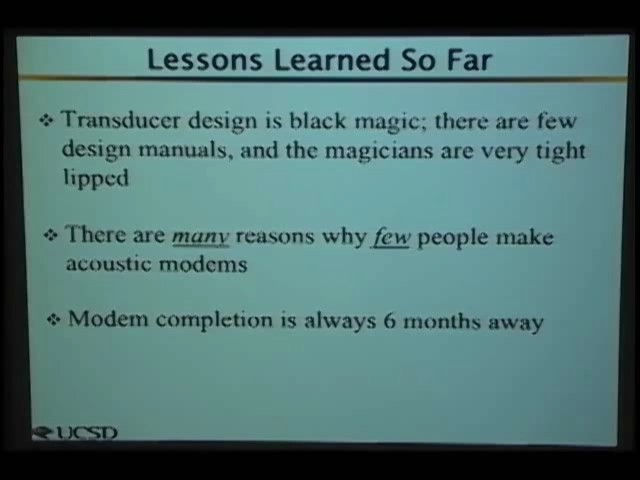 Lessons Learned So Far
❖ Transducer design is black magic; there are few
design manuals, and the magicians are very tight
lipped
❖ There are many reasons why few people make
acoustic modems
❖ Modem completion is always 6 months away
UCSD